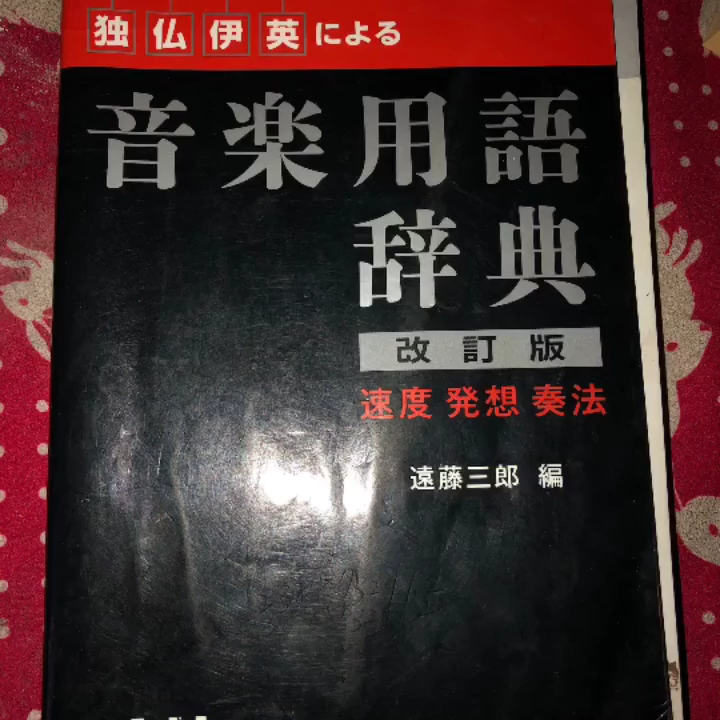 独仏伊英による
音楽用語
辞典
改訂版
速度 発想 奏法
遠藤三郎 編